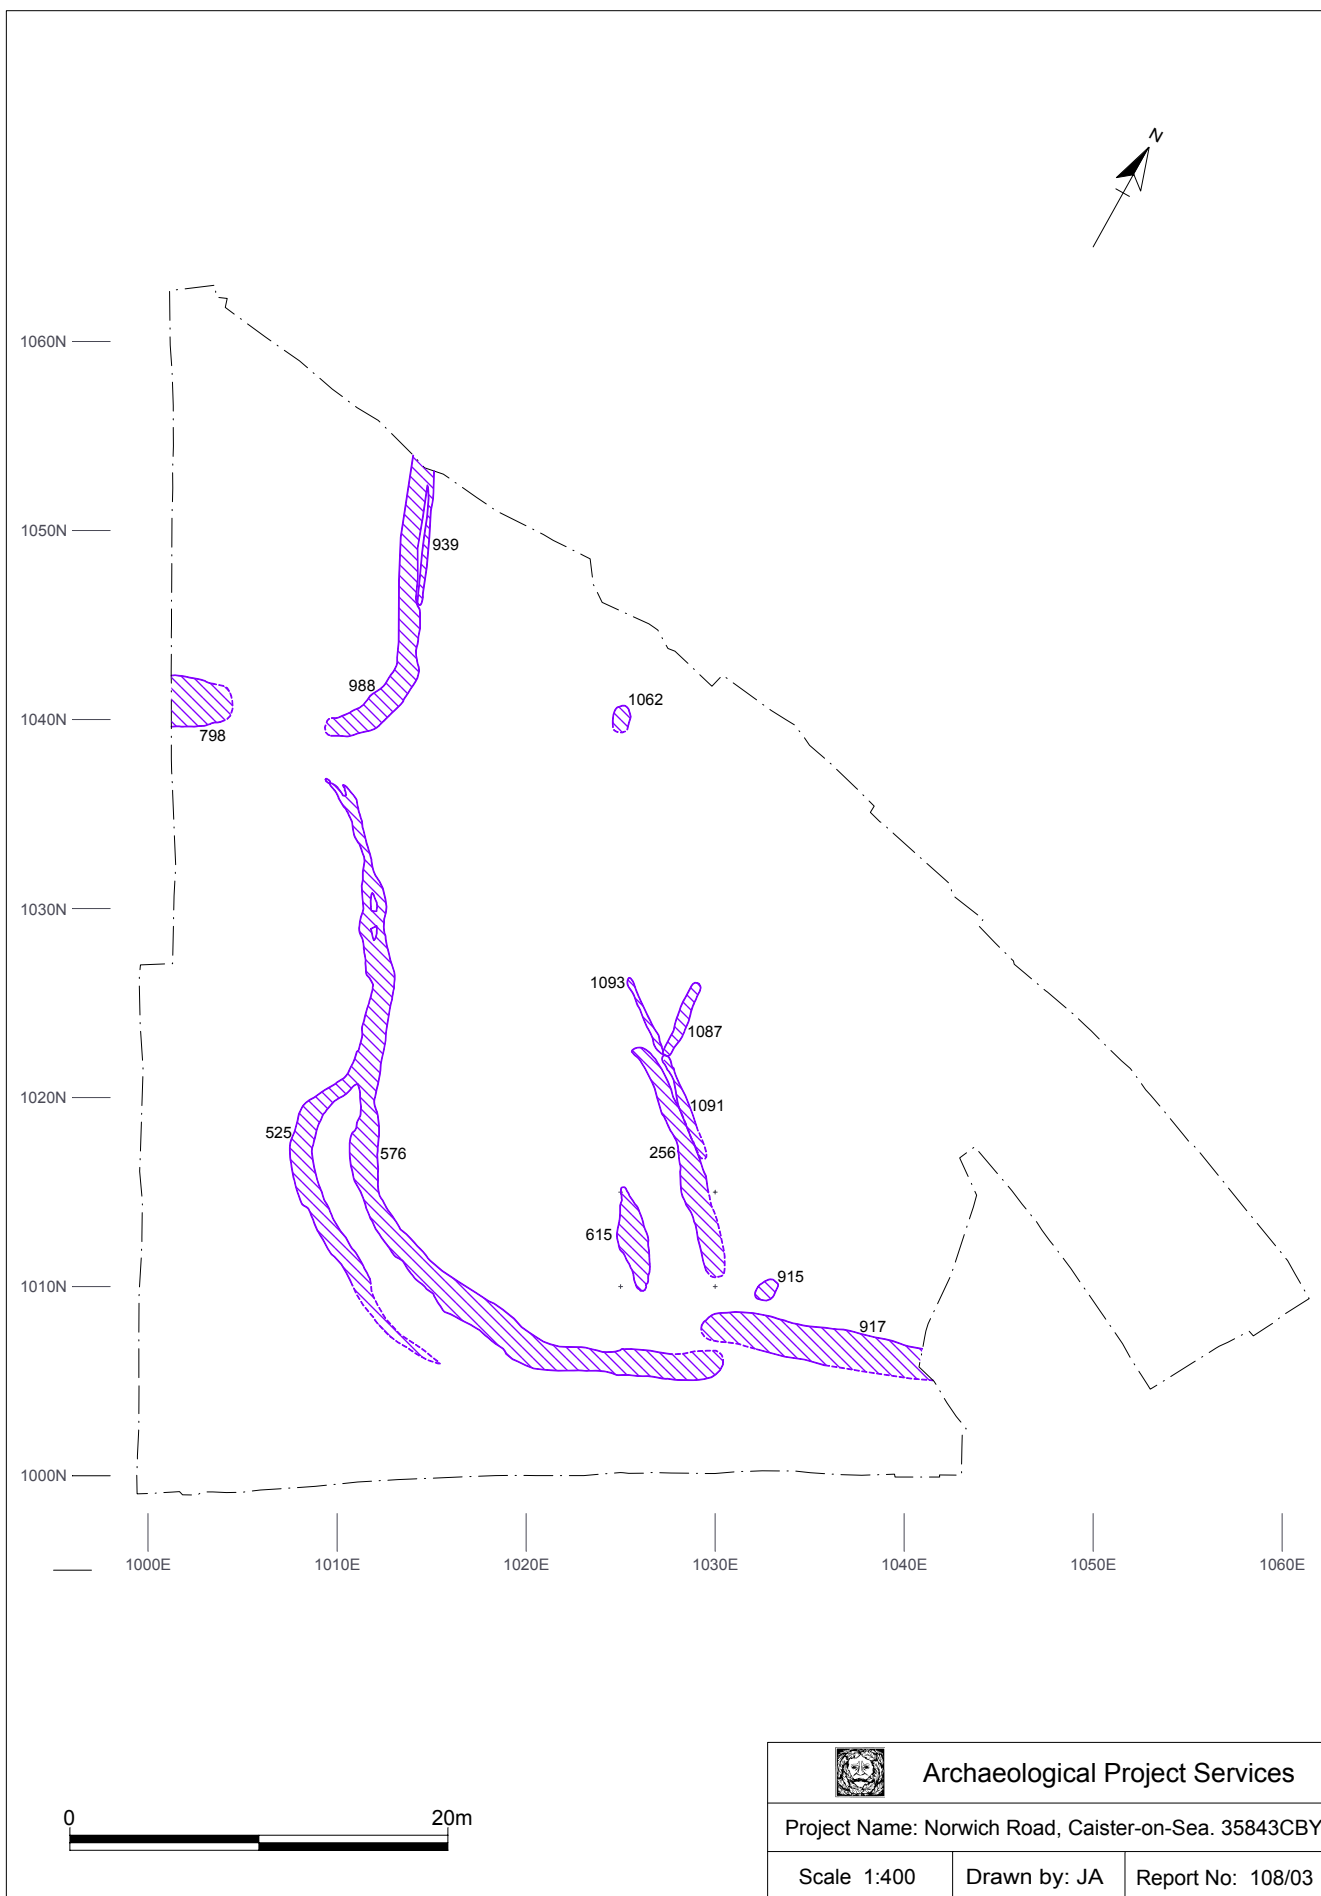 N
1060N
1050N
939
988
1062
1040N
798
1030N
1093
1087
1020N
1091
525
576
256
615
915
1010N
917
1000N
1000E 1010E 1020E 1030E 1040E 1050E 1060E
0 20m
Archaeological Project Services
Project Name: Norwich Road, Caister-on-Sea. 35843CBY
Scale 1:400 Drawn by: JA Report No: 108/03